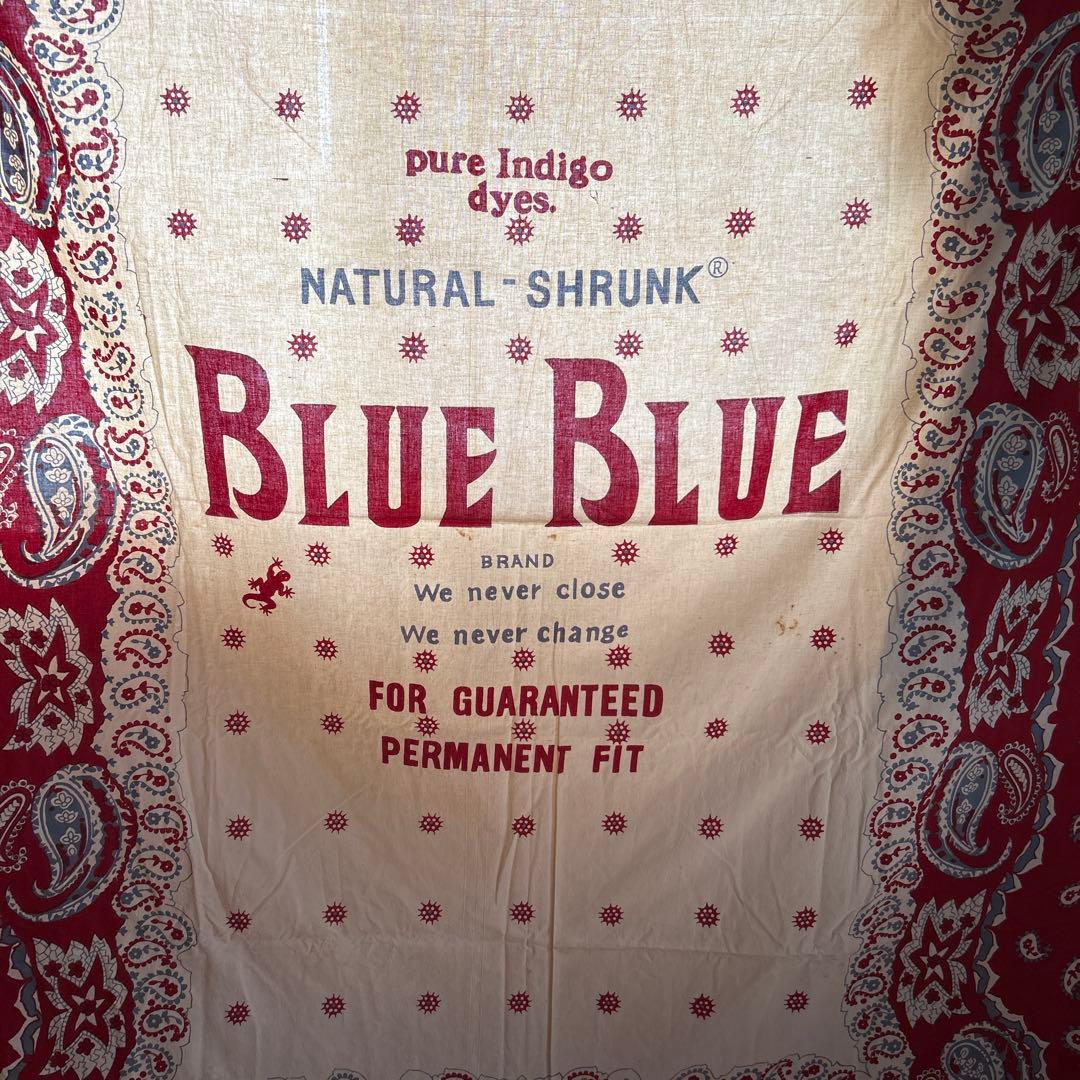 pure Indigo
dyes.
NATURAL-SHRUNK®
BLUE BLUE
BRAND
We never close
We never change
FOR GUARANTEED
PERMANENT FIT